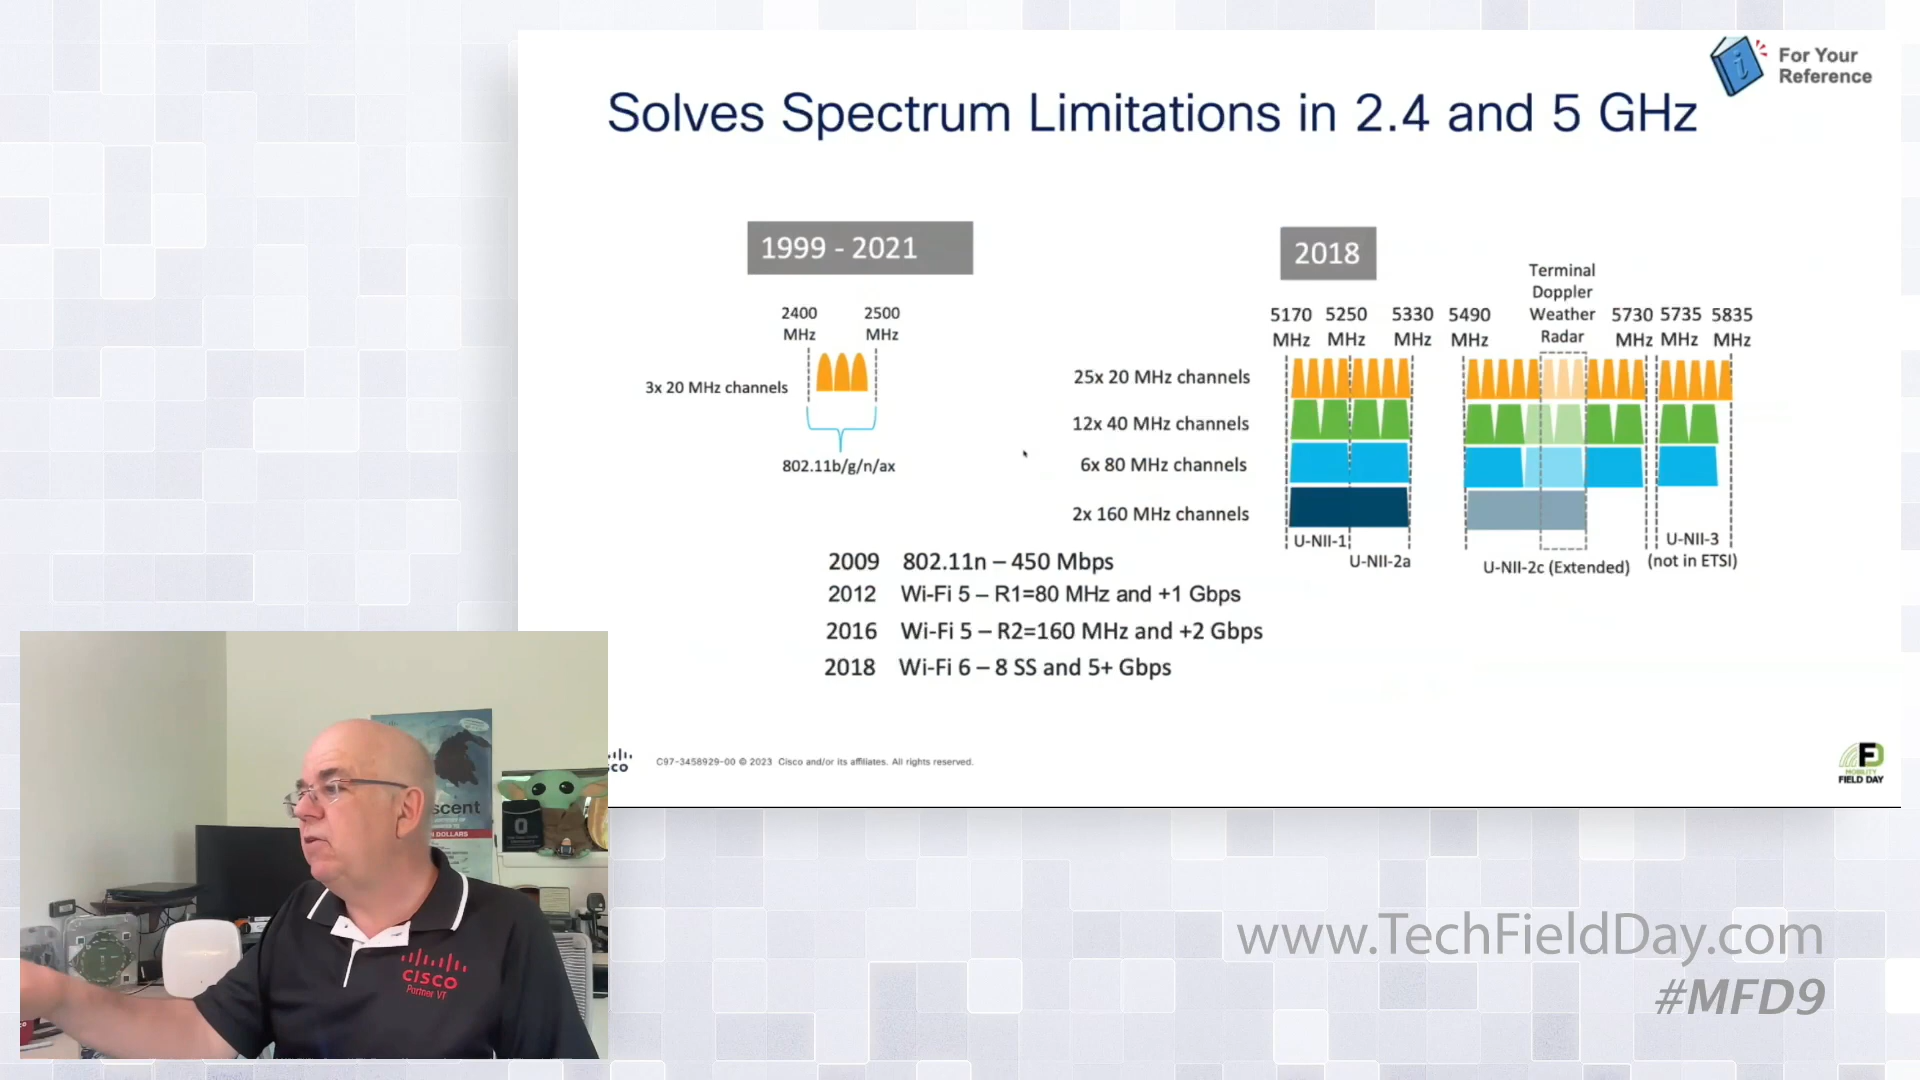 For Your
Reference
Solves Spectrum Limitations in 2.4 and 5 GHz
1999 - 2021
2400
MHz
2500
MHz
3x 20 MHz channels
802.11b/g/n/ax
2018
Terminal
Doppler
Weather
Radar
5170
MHz
5250
MHz
5330
MHz
5490
MHz
5730
MHz
5735
MHz
5835
MHz
25x 20 MHz channels
12x 40 MHz channels
6x 80 MHz channels
2x 160 MHz channels
U-NII-1
U-NII-2a
U-NII-2c (Extended)
U-NII-3
(not in ETSI)
2009 802.11n – 450 Mbps
2012 Wi-Fi 5 – R1=80 MHz and +1 Gbps
2016 Wi-Fi 5 – R2=160 MHz and +2 Gbps
2018 Wi-Fi 6 – 8 SS and 5+ Gbps
C97-3458929-00 © 2023 Cisco and/or its affiliates. All rights reserved.
MOBILITY
FIELD DAY
scent
DOLLARS
CISCO
Partner VT
www.TechFieldDay.com
#MFD9